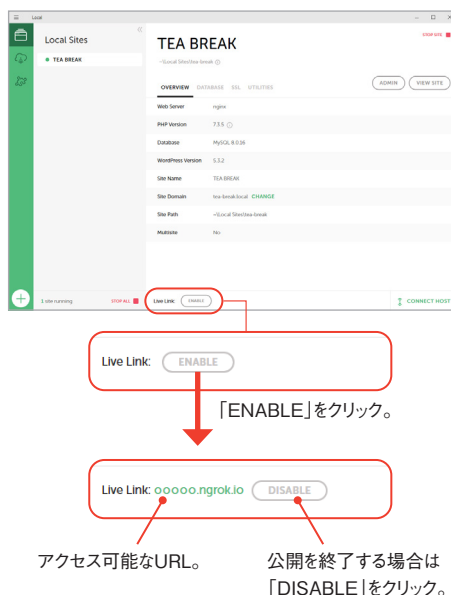 Local
Local Sites
TEA BREAK
TEA BREAK
STOP SITE
~\Local Sites\tea-break
ADMIN
VIEW SITE
OVERVIEW DATABASE SSL UTILITIES
Web Server nginx
PHP Version 7.3.5
Database MySQL 8.0.16
WordPress Version 5.3.2
Site Name TEA BREAK
Site Domain tea-break.local CHANGE
Site Path ~\Local Sites\tea-break
Multisite No
1 site running STOP ALL Live Link: ENABLE CONNECT HOST
Live Link: ENABLE
「ENABLE」をクリック。
Live Link: ooooo.ngrok.io DISABLE
アクセス可能なURL。
公開を終了する場合は
「DISABLE」をクリック。